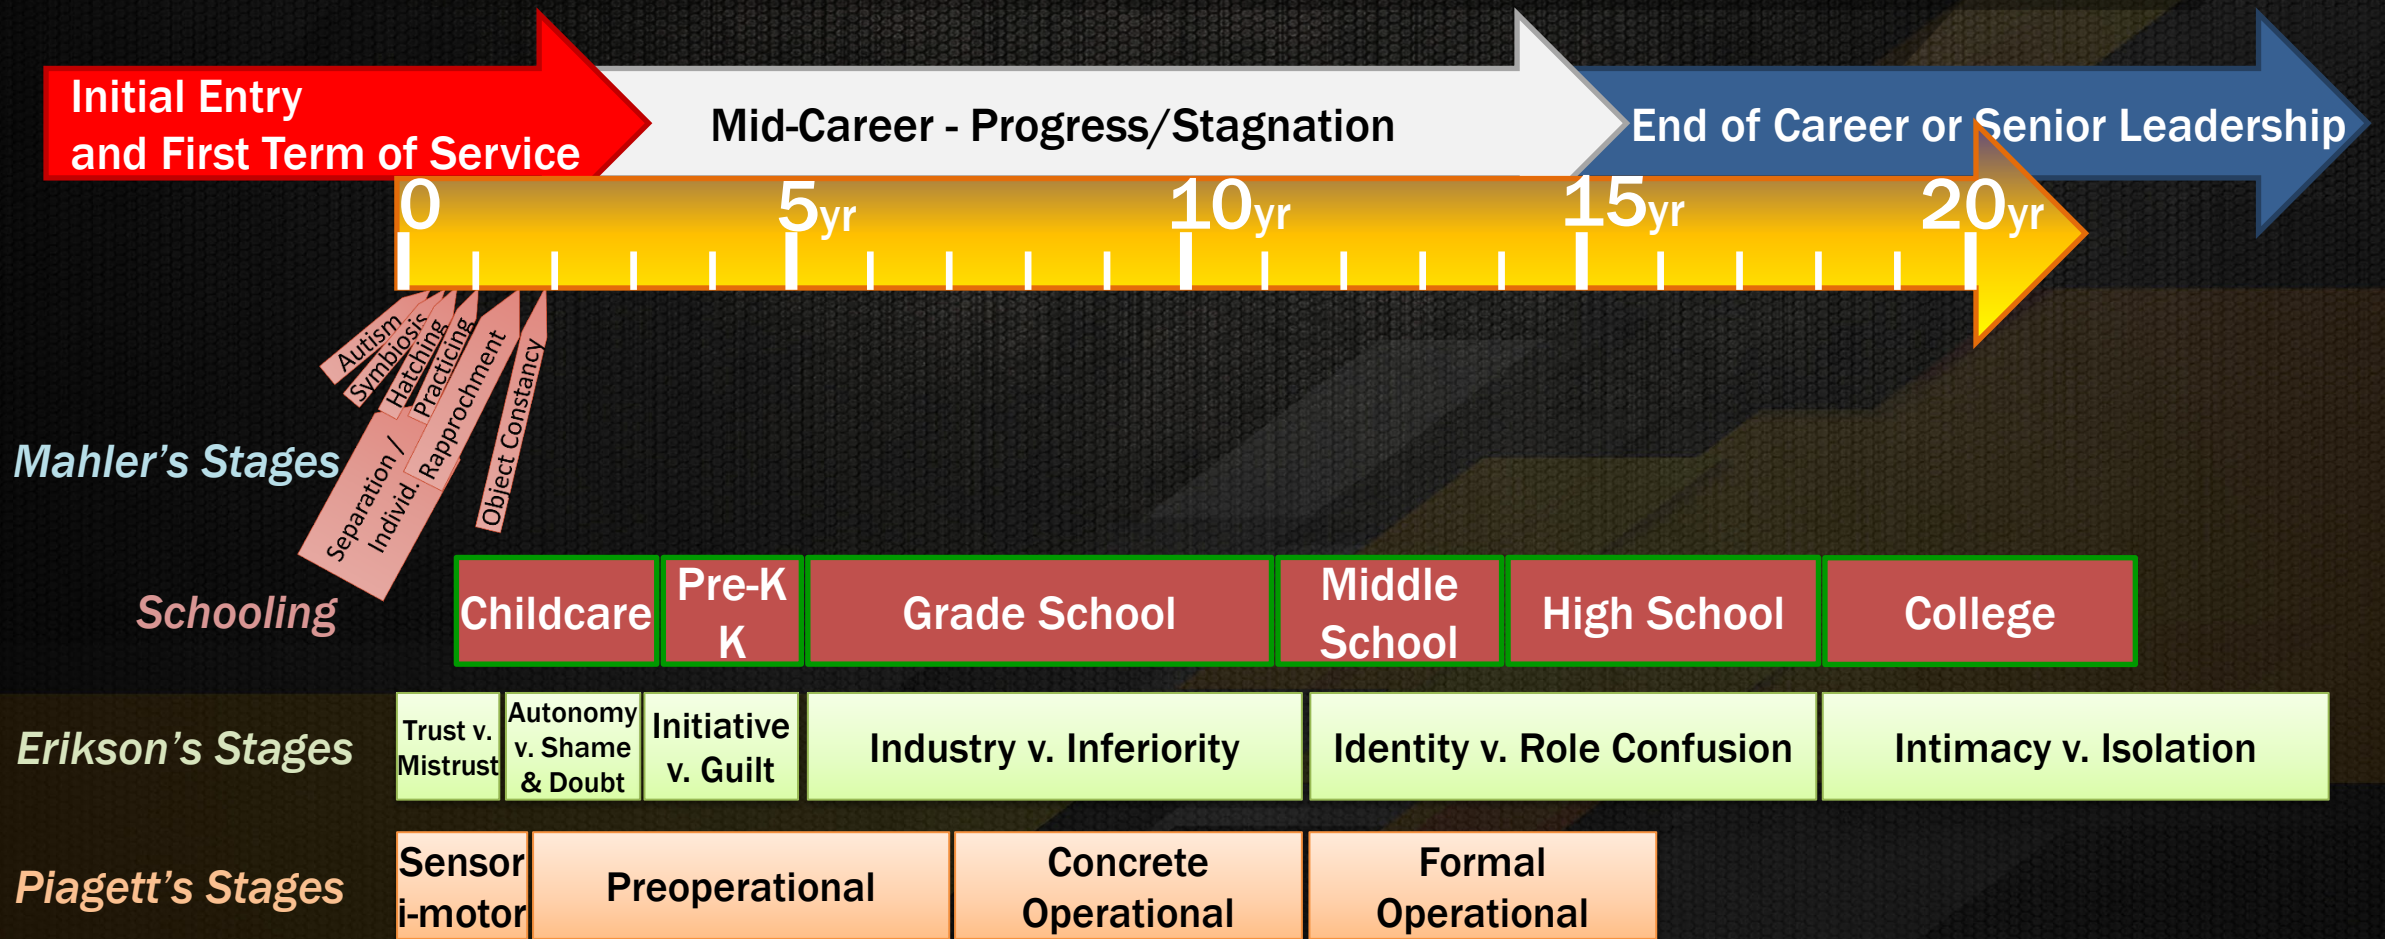 Initial Entry
and First Term of Service
Mid-Career - Progress/Stagnation
End of Career or Senior Leadership
0
5yr
10yr
15yr
20yr
Autism
Symbiosis
Hatching
Practicing
Rapprochment
Object Constancy
Separation /
Individ.
Mahler's Stages
Schooling
Childcare
Pre-K
K
Grade School
Middle
School
High School
College
Erikson's Stages
Trust v.
Mistrust
Autonomy
v. Shame
& Doubt
Initiative
v. Guilt
Industry v. Inferiority
Identity v. Role Confusion
Intimacy v. Isolation
Piagett's Stages
Sensor
i-motor
Preoperational
Concrete
Operational
Formal
Operational